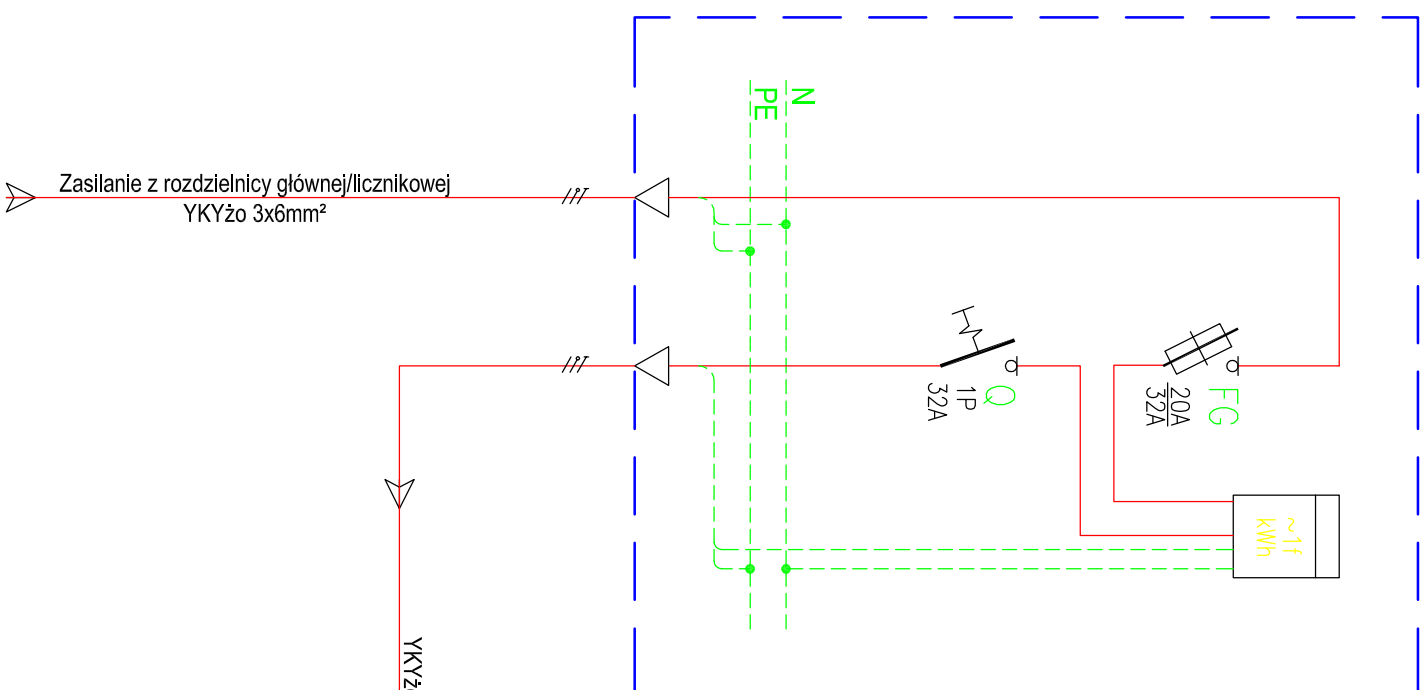 N
PE
Zasilanie z rozdzielnicy głównej/licznikowej
YKYżo 3x6mm²
Q
1P
32A
FG
20A
32A
~1f
kWh